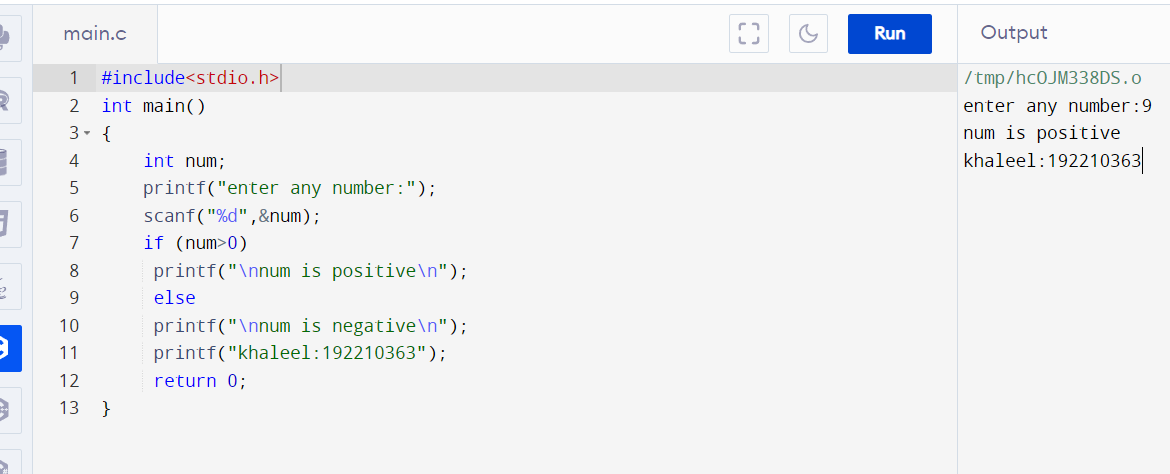 main.c
Run
Output
1 #include<stdio.h>
2 int main()
3 {
4 int num;
5 printf("enter any number:");
6 scanf("%d",&num);
7 if (num>0)
8 printf("\nnum is positive\n");
9 else
10 printf("\nnum is negative\n");
11 printf("khaleel:192210363");
12 return 0;
13 }
/tmp/hcOJM338DS.o
enter any number:9
num is positive
khaleel:192210363